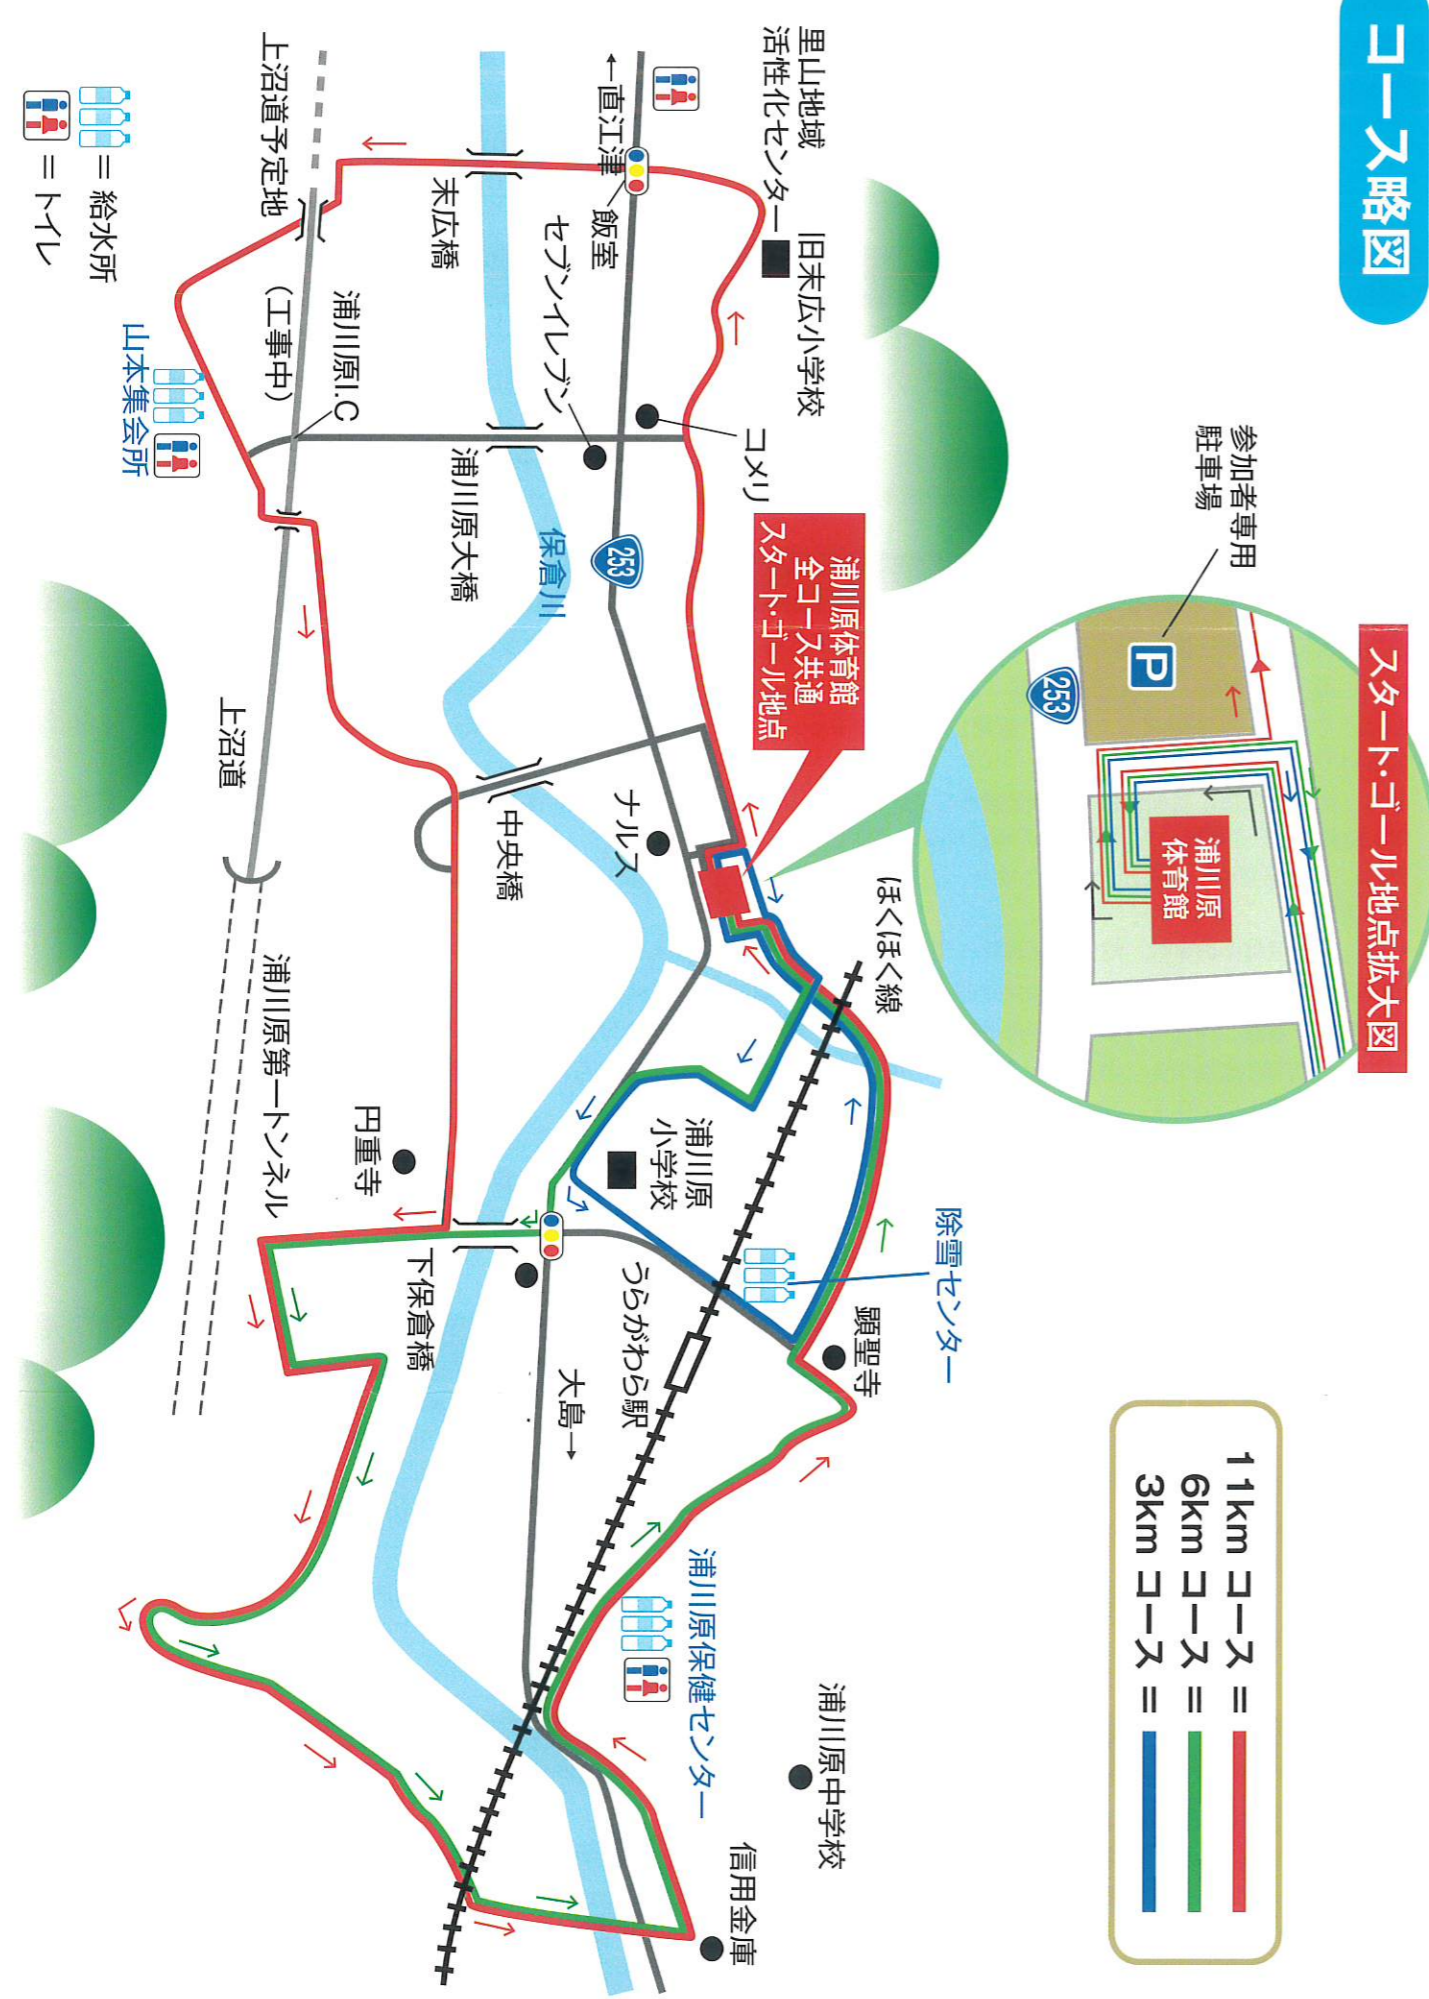 コース略図
スタート・ゴール地点拡大図
参加者専用
駐車場
P
253
浦川原
体育館
11km コース =
6km コース =
3km コース =
里山地域
活性化センター
旧末広小学校
←直江津
飯室
セブンイレブン
コメリ
253
浦川原体育館
全コース共通
スタート・ゴール地点
ほくほく線
除雪センター
顕聖寺
浦川原中学校
信用金庫
浦川原保健センター
浦川原
小学校
うらがわら駅
大島→
ナルス
保倉川
末広橋
浦川原大橋
中央橋
下保倉橋
円重寺
上沼道予定地
(工事中)
浦川原I.C
上沼道
浦川原第一トンネル
山本集会所
= 給水所
= トイレ